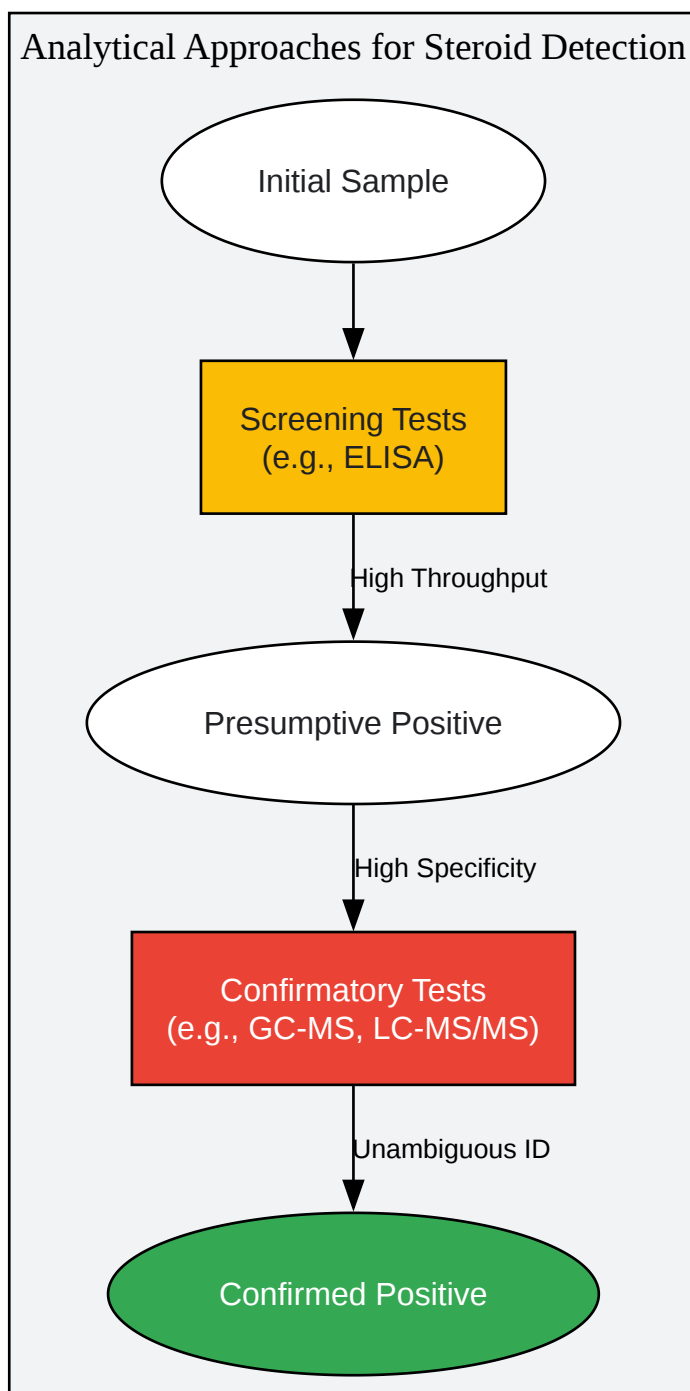 Analytical Approaches for Steroid Detection
Initial Sample
Screening Tests
(e.g., ELISA)
High Throughput
Presumptive Positive
High Specificity
Confirmatory Tests
(e.g., GC-MS, LC-MS/MS)
Unambiguous ID
Confirmed Positive